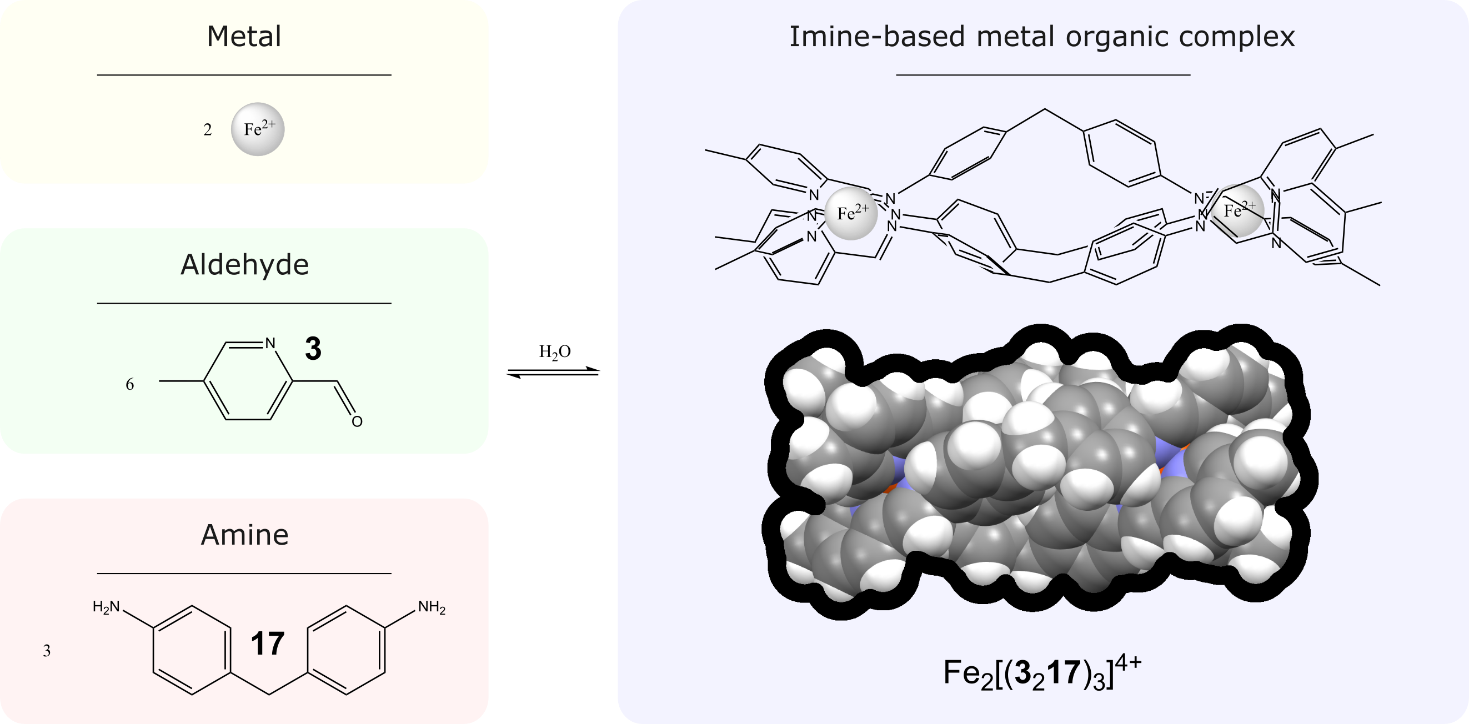 Metal
2 Fe²⁺
Aldehyde
6 N 3 O
Amine
3 H₂N 17 NH₂
H₂O
Imine-based metal organic complex
N N N N N N
Fe²⁺ Fe²⁺
N N N N N N
Fe₂[(3₂17)₃]⁴⁺